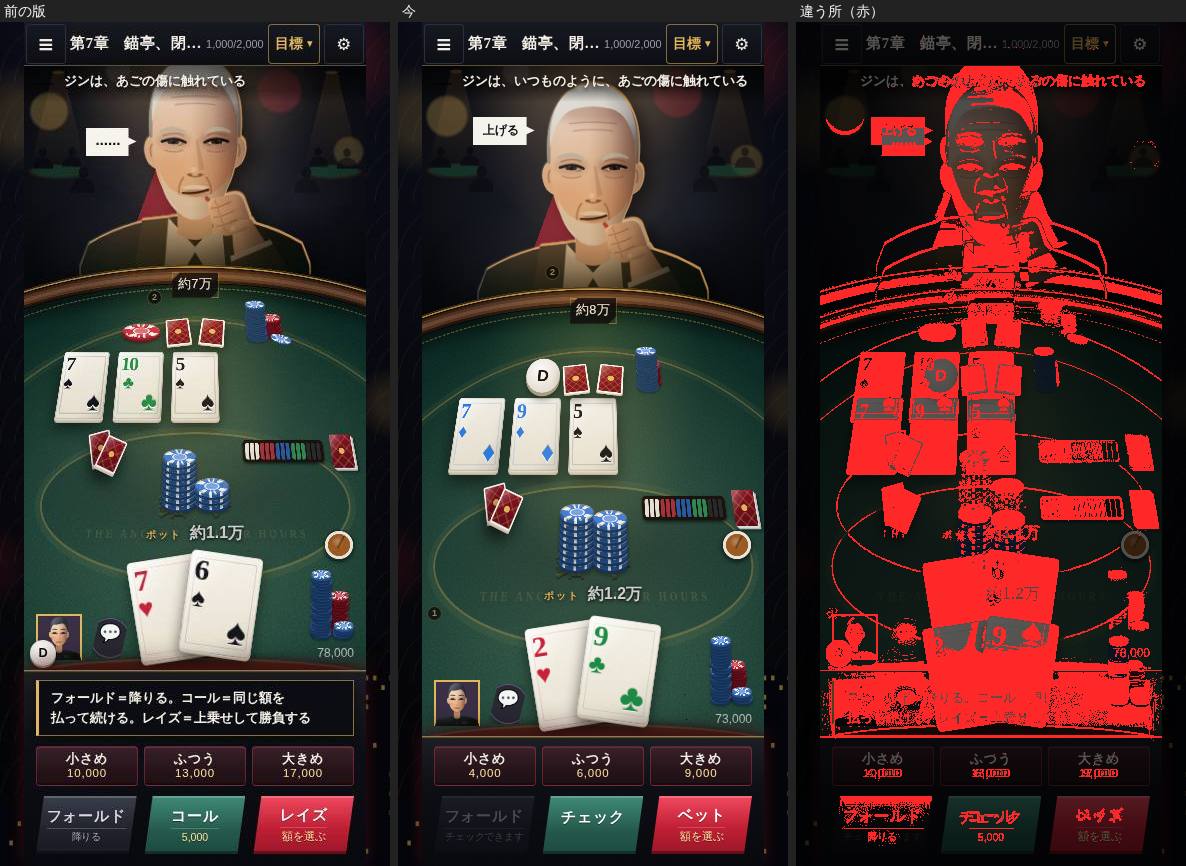 前の版
第7章　錨亭、閉… 1,000/2,000 目標▼
ジンは、あごの傷に触れている
……
約7万
2
7
10
5
ポット 約1.1万
7
6
D
78,000
フォールド＝降りる。コール＝同じ額を
払って続ける。レイズ＝上乗せして勝負する
小さめ ふつう 大きめ
10,000 13,000 17,000
フォールド コール レイズ
降りる 5,000 額を選ぶ
今
第7章　錨亭、閉… 1,000/2,000 目標▼
ジンは、いつものように、あごの傷に触れている
上げる
2
約8万
D
7
9
5
ポット 約1.2万
1
2
9
73,000
小さめ ふつう 大きめ
4,000 6,000 9,000
フォールド チェック ベット
チェックできます 額を選ぶ
違う所（赤）
第7章　錨亭、閉… 1,000/2,000 目標▼